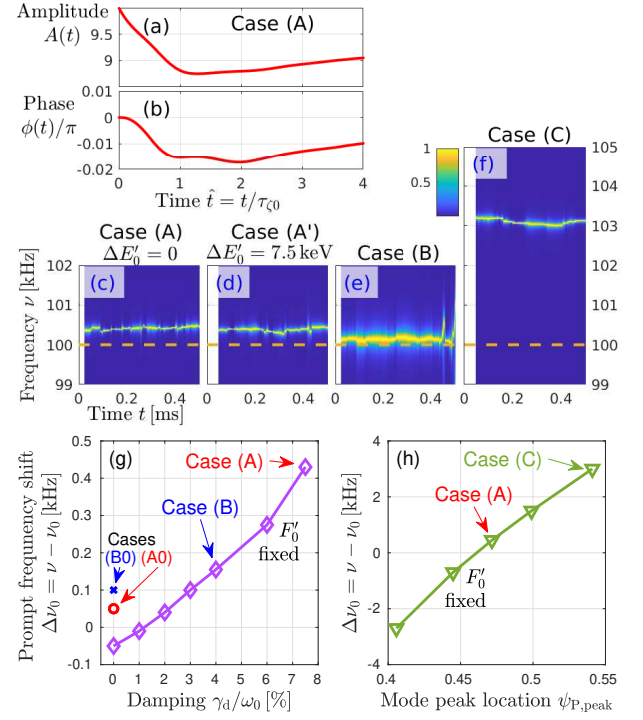 Amplitude
A(t)
(a)
Case (A)
9.5
9
0.01
Phase
ϕ(t)/π
(b)
0
-0.01
-0.02
0 1 2 3 4
Time t̂ = t/τζ0
Case (C)
1
0.5
(f)
105
104
103
102
101
100
99
0 0.2 0.4
Case (A)
ΔE′0 = 0
Case (A')
ΔE′0 = 7.5 keV
Case (B)
Frequency ν [kHz]
102
101
100
99
(c)
(d)
(e)
0 0.2 0.4
0 0.2 0.4
0 0.2 0.4
Time t [ms]
Prompt frequency shift
Δν0 = ν − ν0 [kHz]
0.5
0.4
0.3
0.2
0.1
0
-0.1
(g)
Case (A)
Case (B)
F′0
fixed
Cases
(B0) (A0)
0 1 2 3 4 5 6 7 8
Damping γd/ω0 [%]
Δν0 = ν − ν0 [kHz]
4
2
0
-2
-4
(h)
Case (C)
Case (A)
F′0
fixed
0.4 0.45 0.5 0.55
Mode peak location ψP,peak